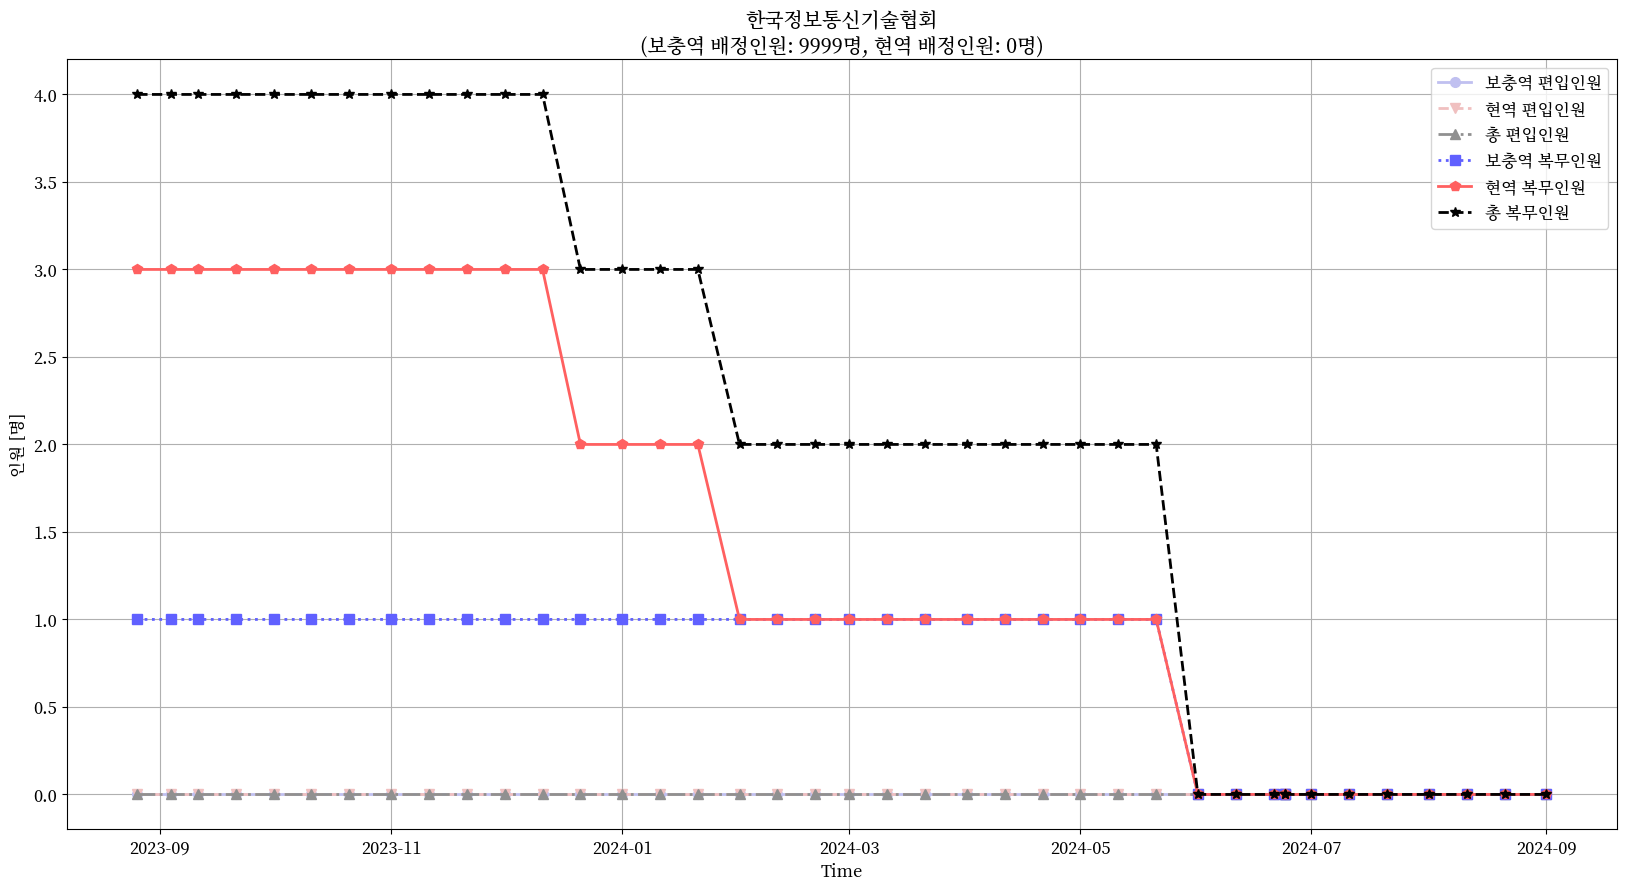 한국정보통신기술협회
(보충역 배정인원: 9999명, 현역 배정인원: 0명)
보충역 편입인원
현역 편입인원
총 편입인원
보충역 복무인원
현역 복무인원
총 복무인원
4.0
3.5
3.0
2.5
2.0
1.5
1.0
0.5
0.0
인원 [명]
2023-09
2023-11
2024-01
2024-03
2024-05
2024-07
2024-09
Time